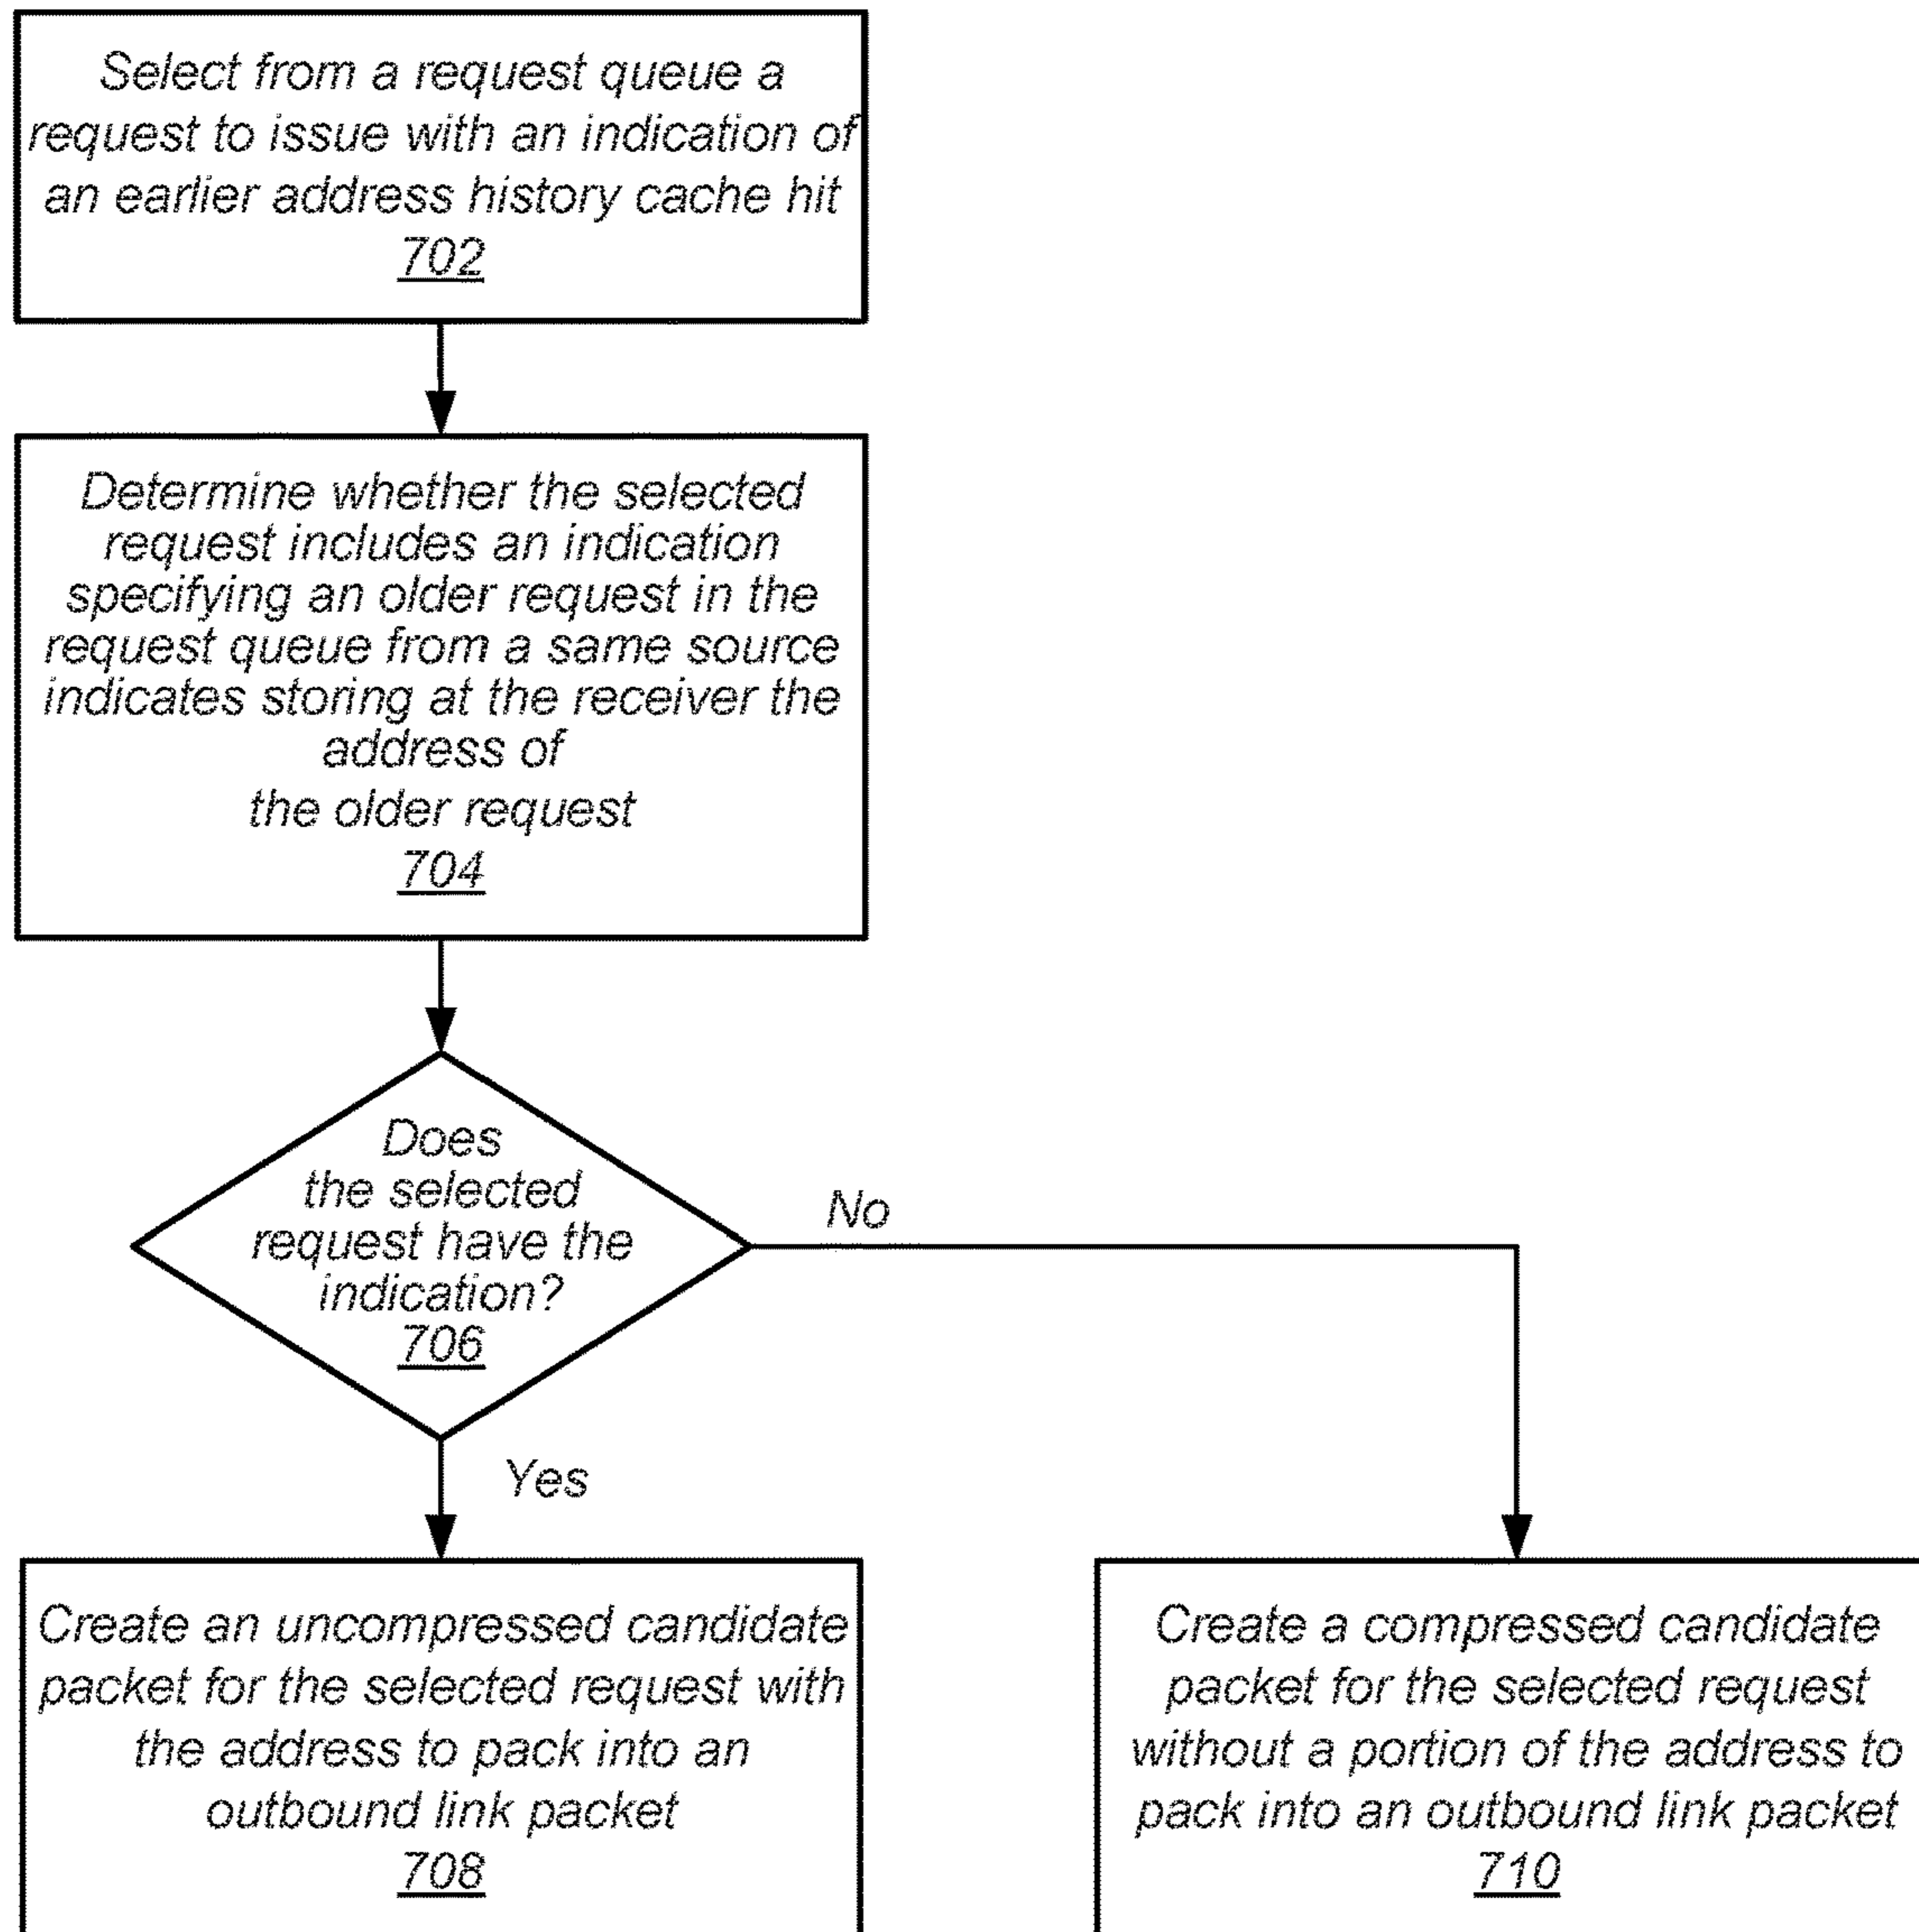 Select from a request queue a
request to issue with an indication of
an earlier address history cache hit
702
Determine whether the selected
request includes an indication
specifying an older request in the
request queue from a same source
indicates storing at the receiver the
address of
the older request
704
Does
the selected
request have the
indication?
706
No
Yes
Create an uncompressed candidate
packet for the selected request with
the address to pack into an
outbound link packet
708
Create a compressed candidate
packet for the selected request
without a portion of the address to
pack into an outbound link packet
710